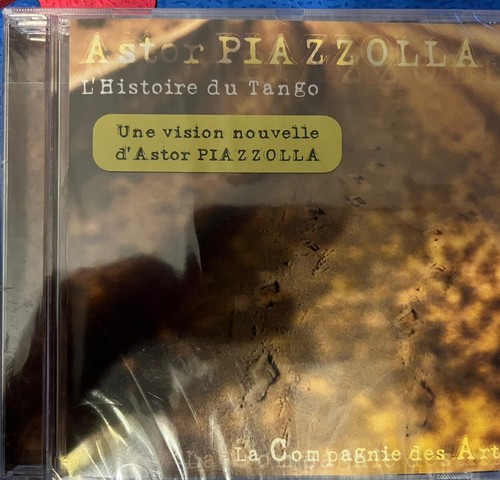 Astor PIAZZOLLA
L'Histoire du Tango
Une vision nouvelle
d'Astor PIAZZOLLA
La Compagnie des Art